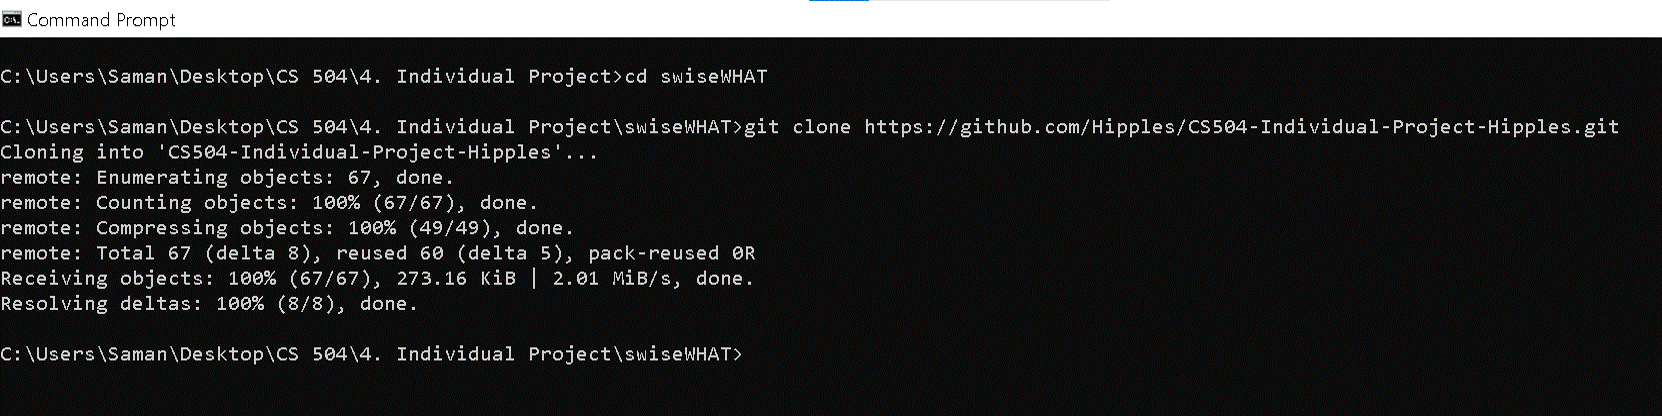 Command Prompt
C:\Users\Saman\Desktop\CS 504\4. Individual Project>cd swiseWHAT
C:\Users\Saman\Desktop\CS 504\4. Individual Project\swiseWHAT>git clone https://github.com/Hipples/CS504-Individual-Project-Hipples.git
Cloning into 'CS504-Individual-Project-Hipples'...
remote: Enumerating objects: 67, done.
remote: Counting objects: 100% (67/67), done.
remote: Compressing objects: 100% (49/49), done.
remote: Total 67 (delta 8), reused 60 (delta 5), pack-reused 0R
Receiving objects: 100% (67/67), 273.16 KiB | 2.01 MiB/s, done.
Resolving deltas: 100% (8/8), done.
C:\Users\Saman\Desktop\CS 504\4. Individual Project\swiseWHAT>